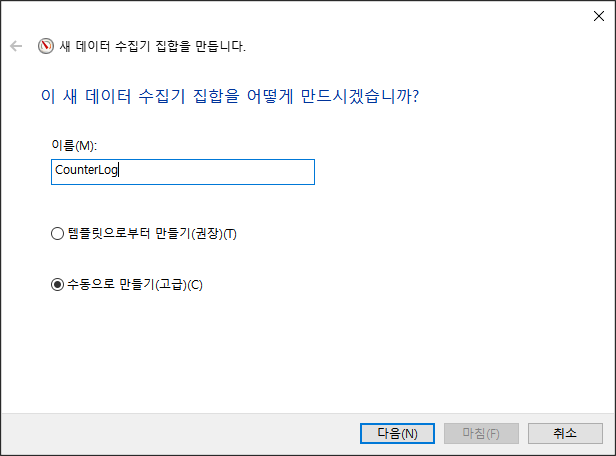 새 데이터 수집기 집합을 만듭니다.
이 새 데이터 수집기 집합을 어떻게 만드시겠습니까?
이름(M):
CounterLog
템플릿으로부터 만들기(권장)(T)
수동으로 만들기(고급)(C)
다음(N) 마침(F) 취소